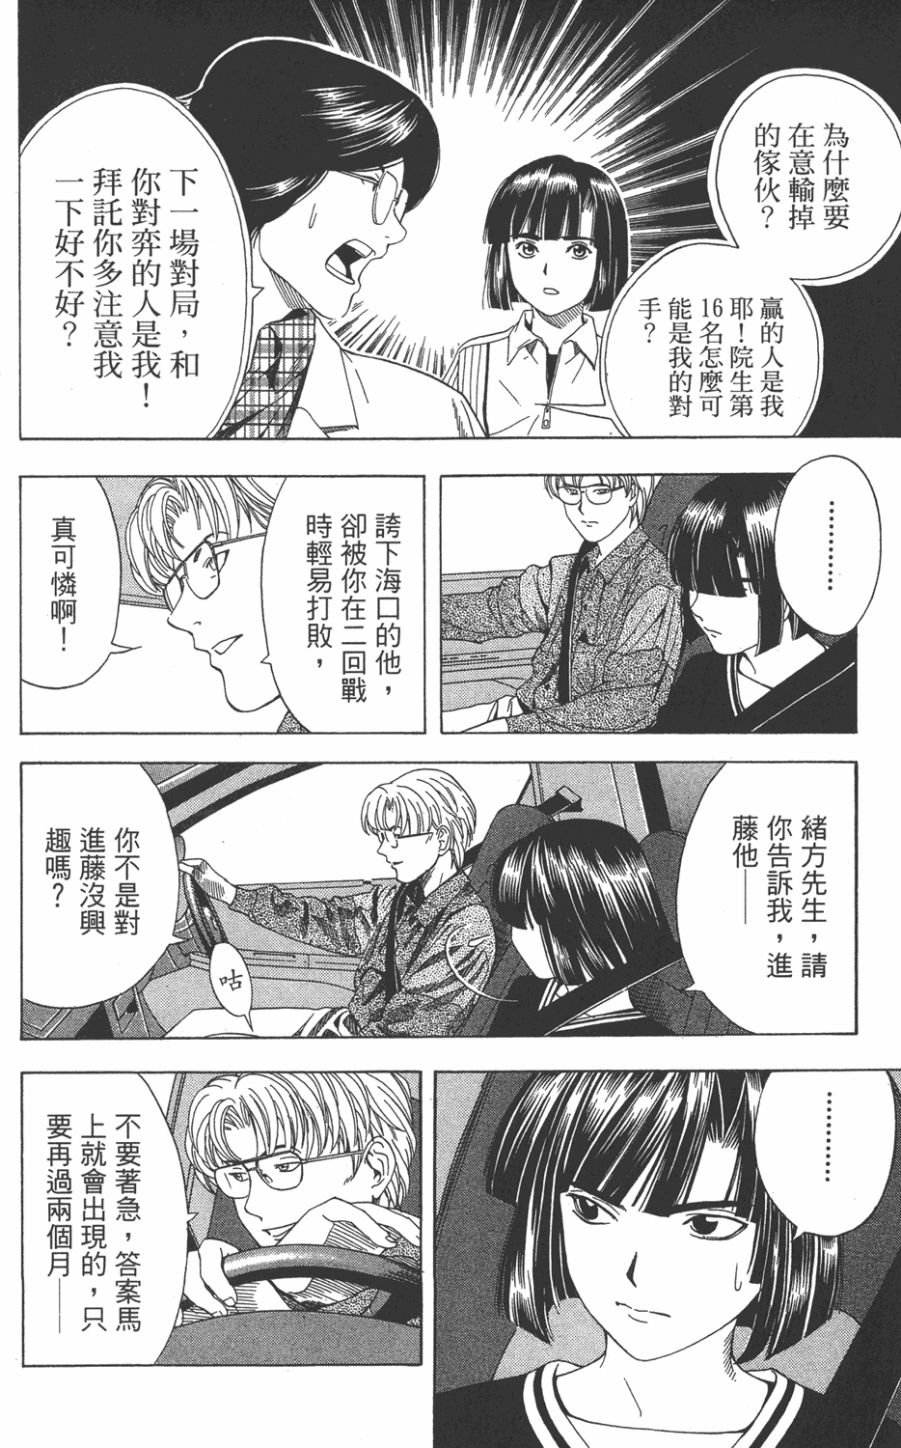 為什麼要
在意輸掉
的傢伙？
贏的人是我
耶！院生第
16名怎麼可
能是我的對
手？
下一場對局，和
你對弈的人是我！
拜託你多注意我
一下好不好？
…………
誇下海口的他，
卻被你在二回戰
時輕易打敗，
真可憐啊！
緒方先生，請
你告訴我，進
藤他——
咕
你不是對
進藤沒興
趣嗎？
…………
不要著急，答案馬
上就會出現的，只
要再過兩個月——